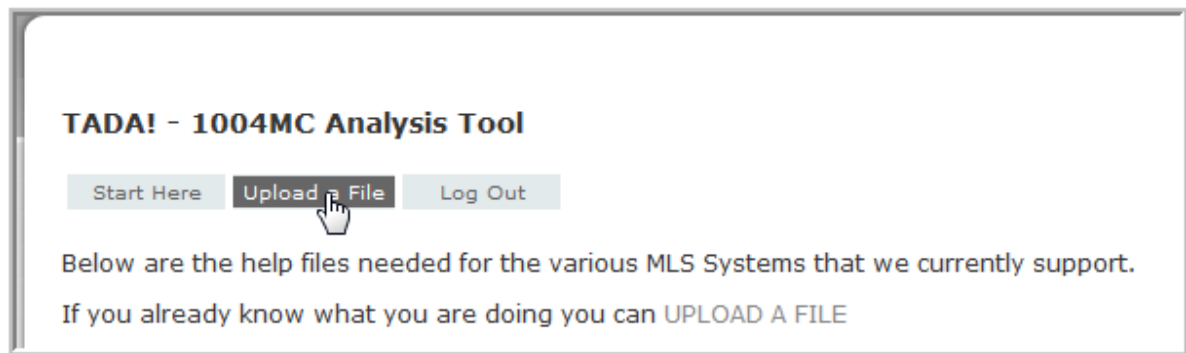 TADA! - 1004MC Analysis Tool
Start Here Upload a File Log Out
Below are the help files needed for the various MLS Systems that we currently support.
If you already know what you are doing you can UPLOAD A FILE